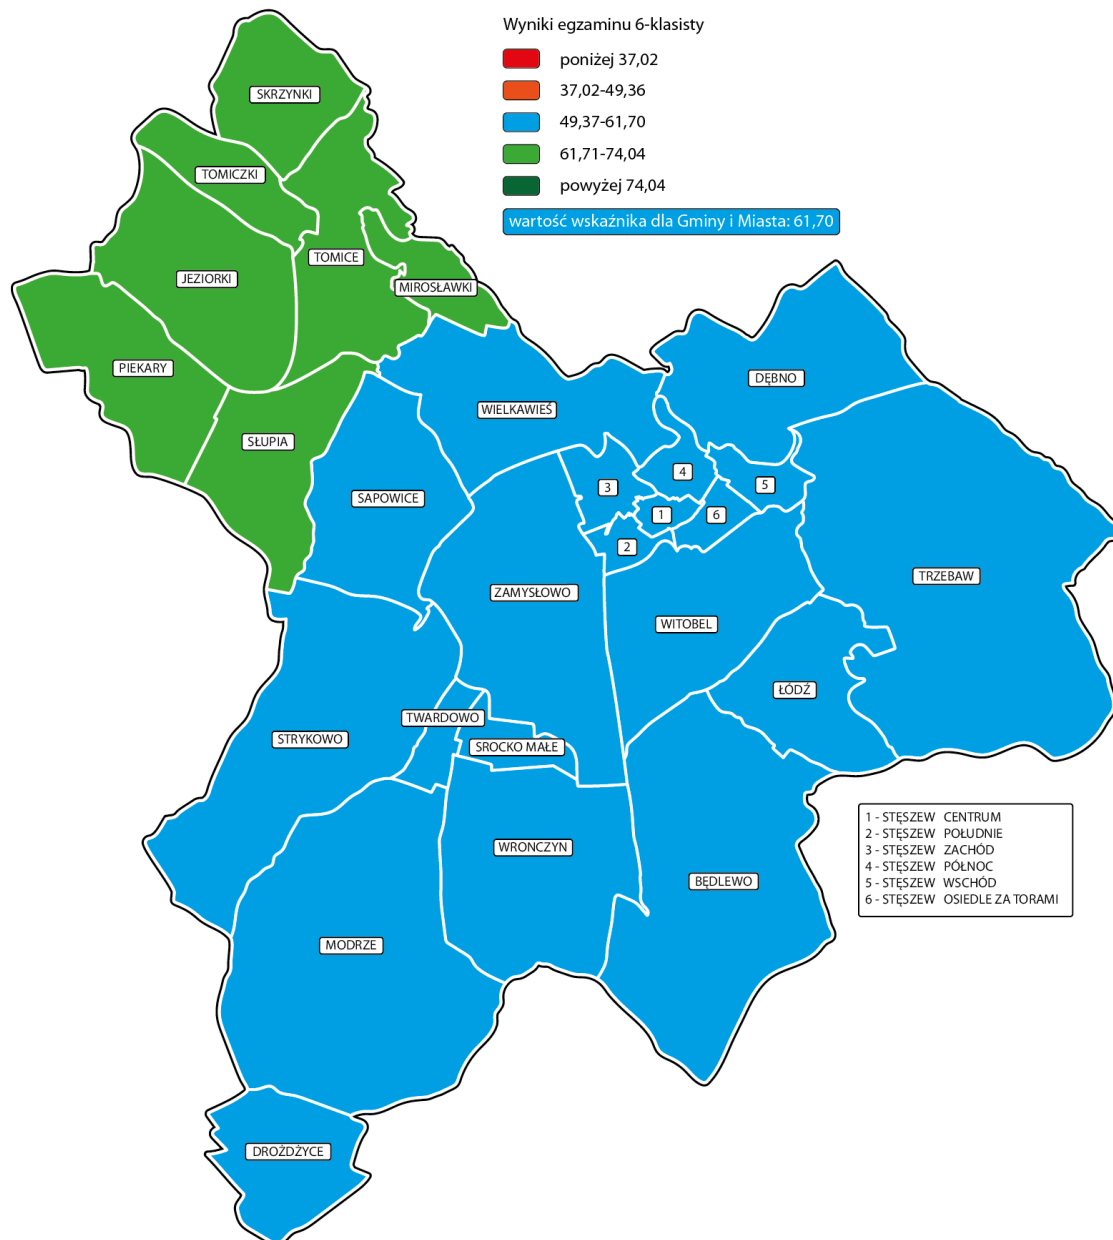 Wyniki egzaminu 6-klasisty
poniżej 37,02
37,02-49,36
49,37-61,70
61,71-74,04
powyżej 74,04
wartość wskaźnika dla Gminy i Miasta: 61,70
SKRZYNKI
TOMICZKI
TOMICE
JEZIORKI
MIROSŁAWKI
PIEKARY
DĘBNO
WIELKAWIEŚ
SŁUPIA
4
5
3
SAPOWICE
1
6
2
TRZEBAW
ZAMYSŁOWO
WITOBEL
ŁÓDŹ
TWARDOWO
STRYKOWO
SROCKO MAŁE
1 - STĘSZEW CENTRUM
2 - STĘSZEW POŁUDNIE
3 - STĘSZEW ZACHÓD
4 - STĘSZEW PÓŁNOC
5 - STĘSZEW WSCHÓD
6 - STĘSZEW OSIEDLE ZA TORAMI
WRONCZYN
BĘDLEWO
MODRZE
DROŻDŻYCE